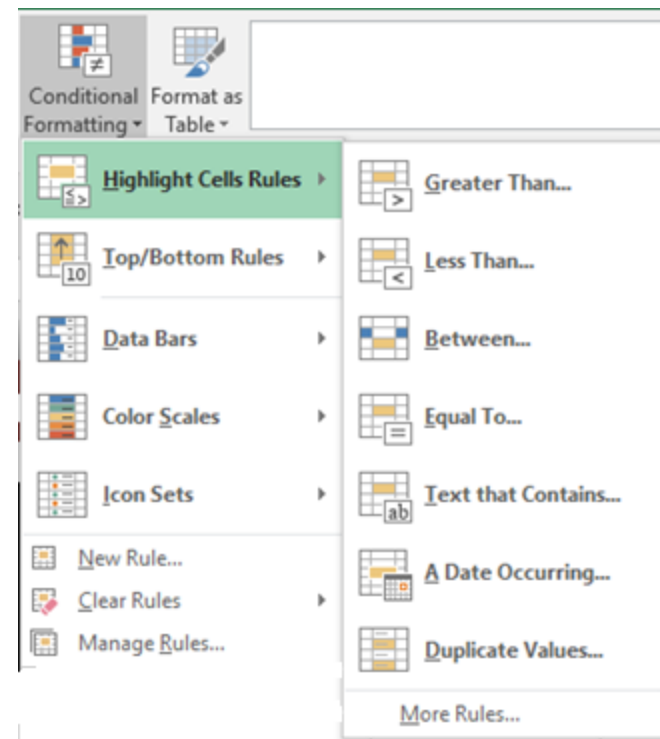 Conditional
Formatting
Format as
Table
Highlight Cells Rules
Top/Bottom Rules
10
Data Bars
Color Scales
Icon Sets
New Rule...
Clear Rules
Manage Rules...
Greater Than...
Less Than...
Between...
Equal To...
Text that Contains...
ab
A Date Occurring...
Duplicate Values...
More Rules...